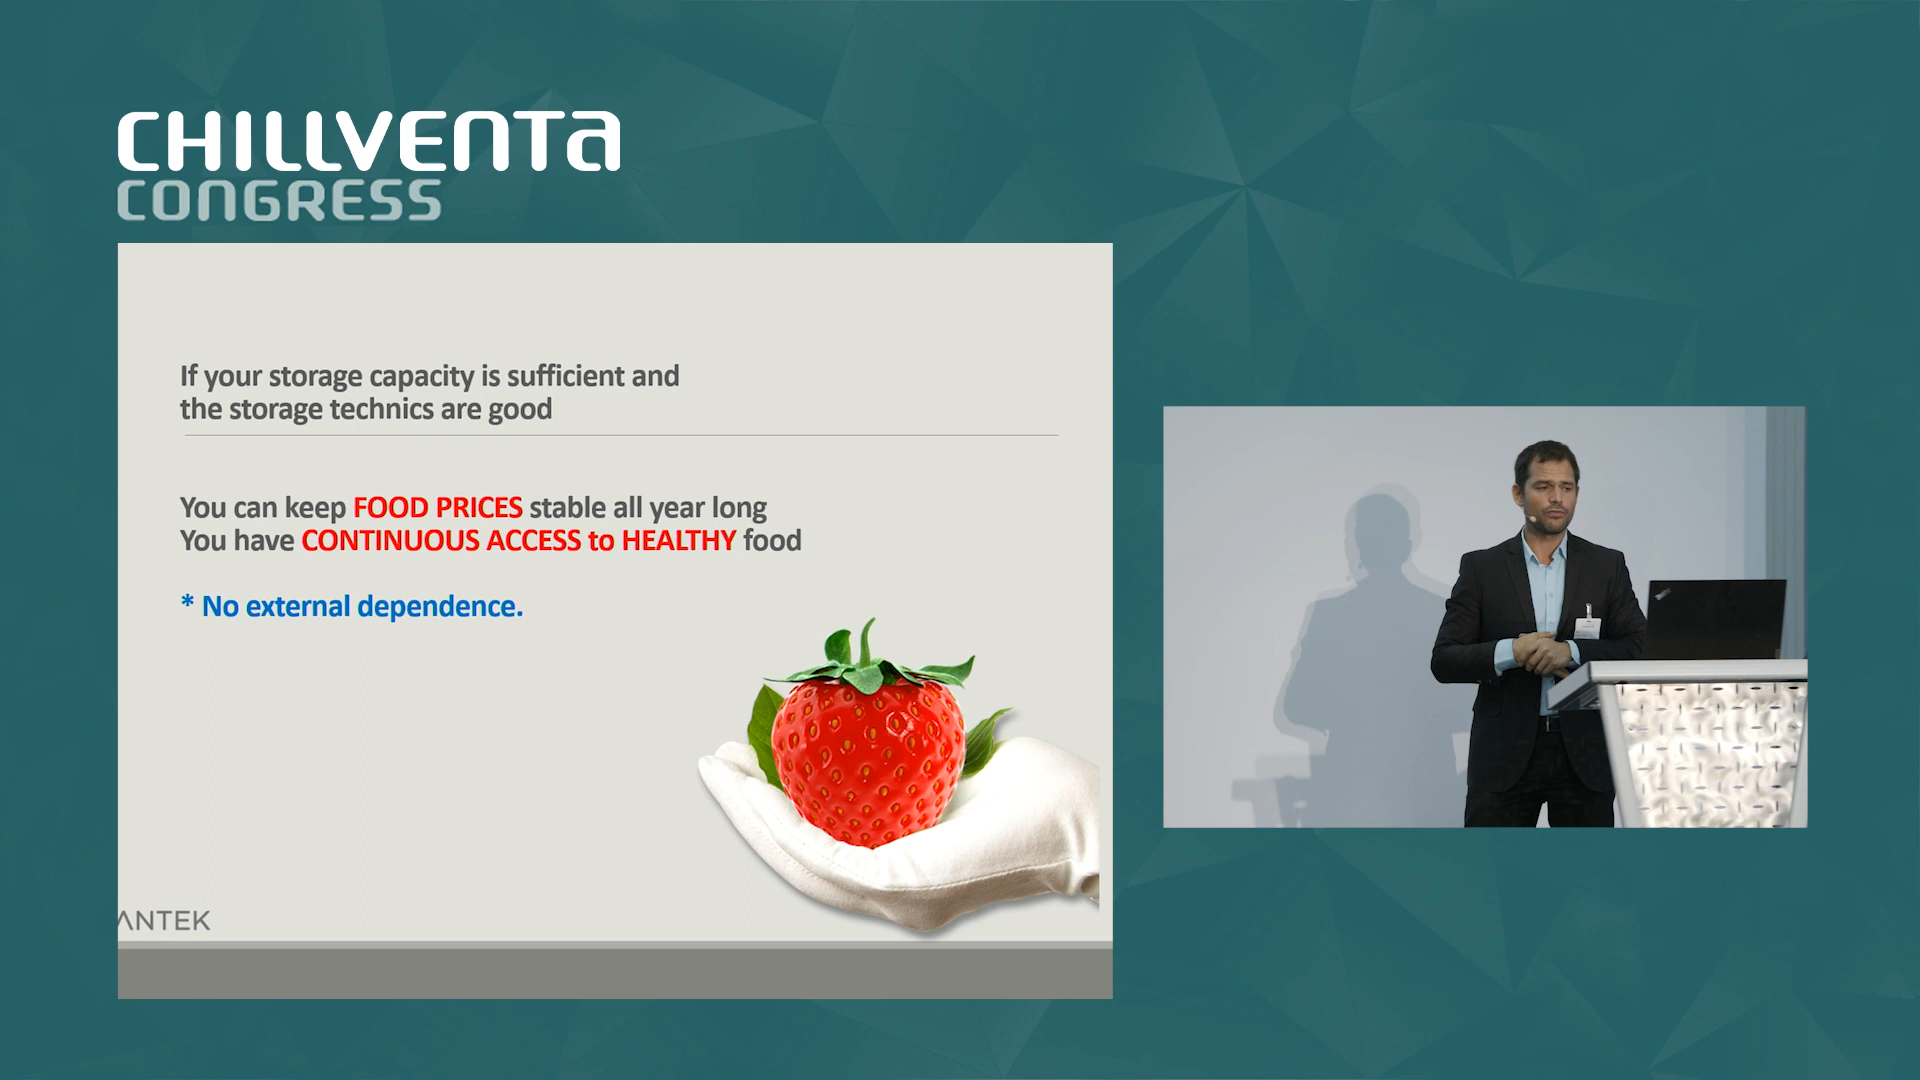 CHILLVENTA
CONGRESS
If your storage capacity is sufficient and
the storage technics are good
You can keep FOOD PRICES stable all year long
You have CONTINUOUS ACCESS to HEALTHY food
* No external dependence.
ANTEK